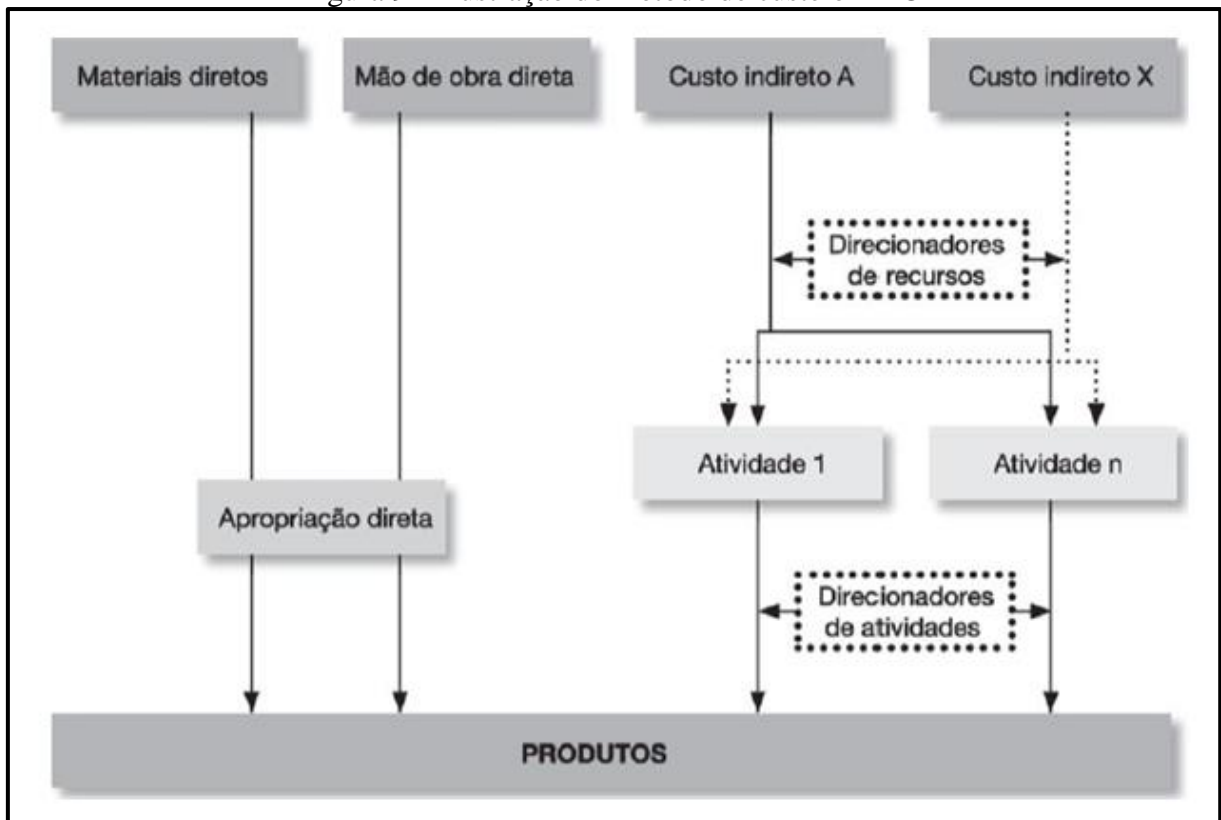 Materiais diretos
Mão de obra direta
Custo indireto A
Custo indireto X
Direcionadores
de recursos
Atividade 1
Atividade n
Apropriação direta
Direcionadores
de atividades
PRODUTOS